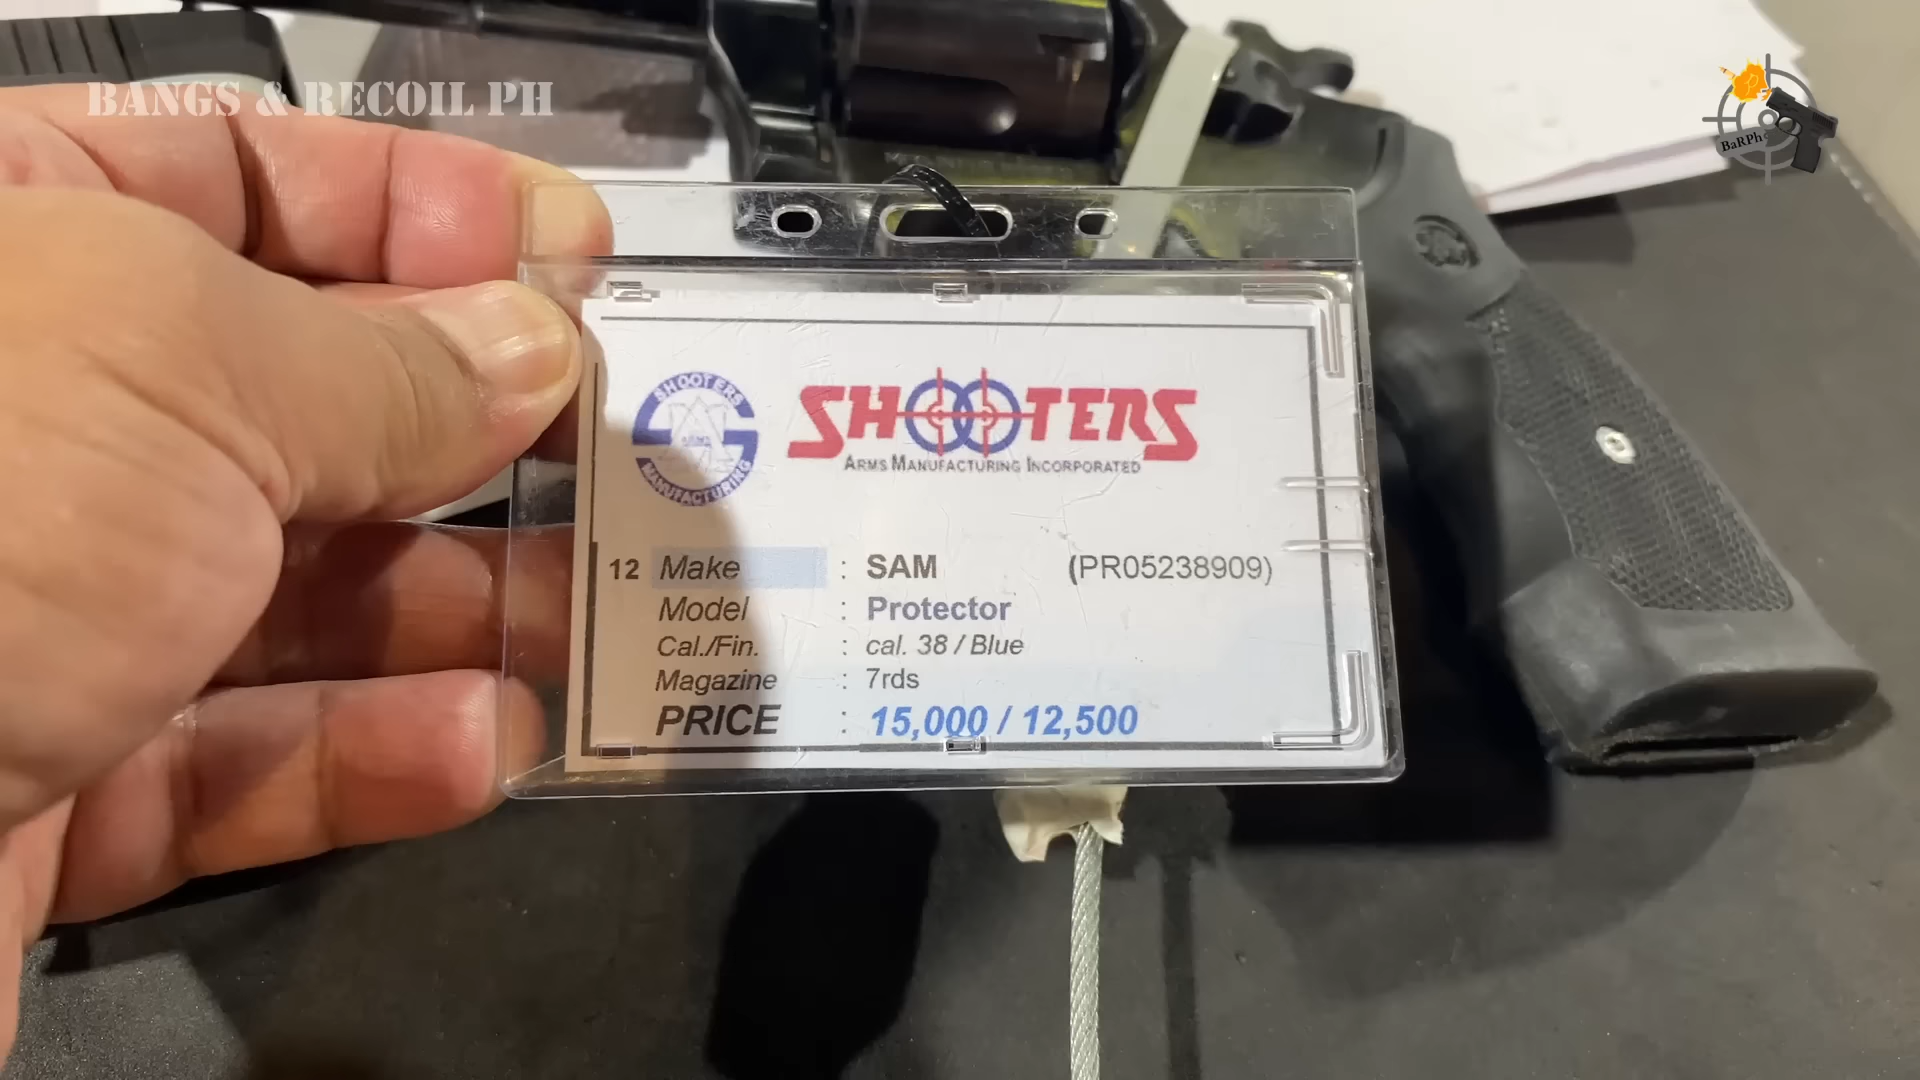 BANGS & RECOIL PH
BaRPh
SHOOTERS
ARMS
MANUFACTURING
SHOOTERS
ARMS MANUFACTURING INCORPORATED
12 Make : SAM (PR05238909)
Model : Protector
Cal./Fin. : cal. 38 / Blue
Magazine : 7rds
PRICE : 15,000 / 12,500